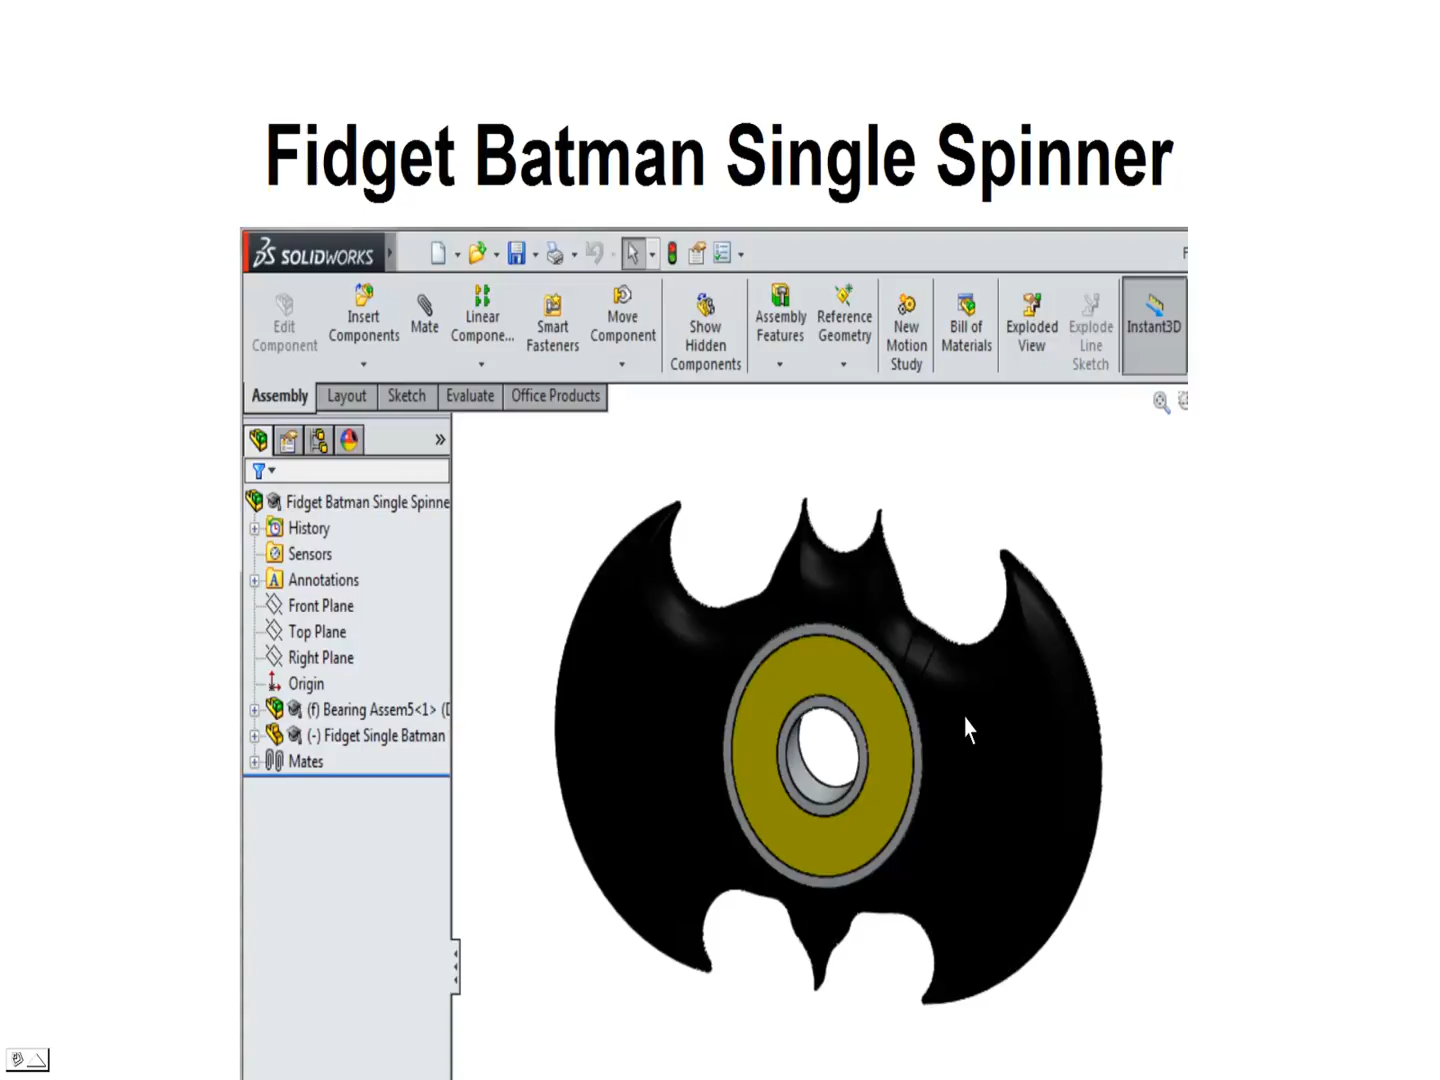 Fidget Batman Single Spinner
SOLIDWORKS
Edit Component
Insert Components
Mate
Linear Compone...
Smart Fasteners
Move Component
Show Hidden Components
Assembly Features
Reference Geometry
New Motion Study
Bill of Materials
Exploded View
Explode Line Sketch
Instant3D
Assembly Layout Sketch Evaluate Office Products
Fidget Batman Single Spinne
History
Sensors
Annotations
Front Plane
Top Plane
Right Plane
Origin
(f) Bearing Assem5<1> (
(-) Fidget Single Batman
Mates